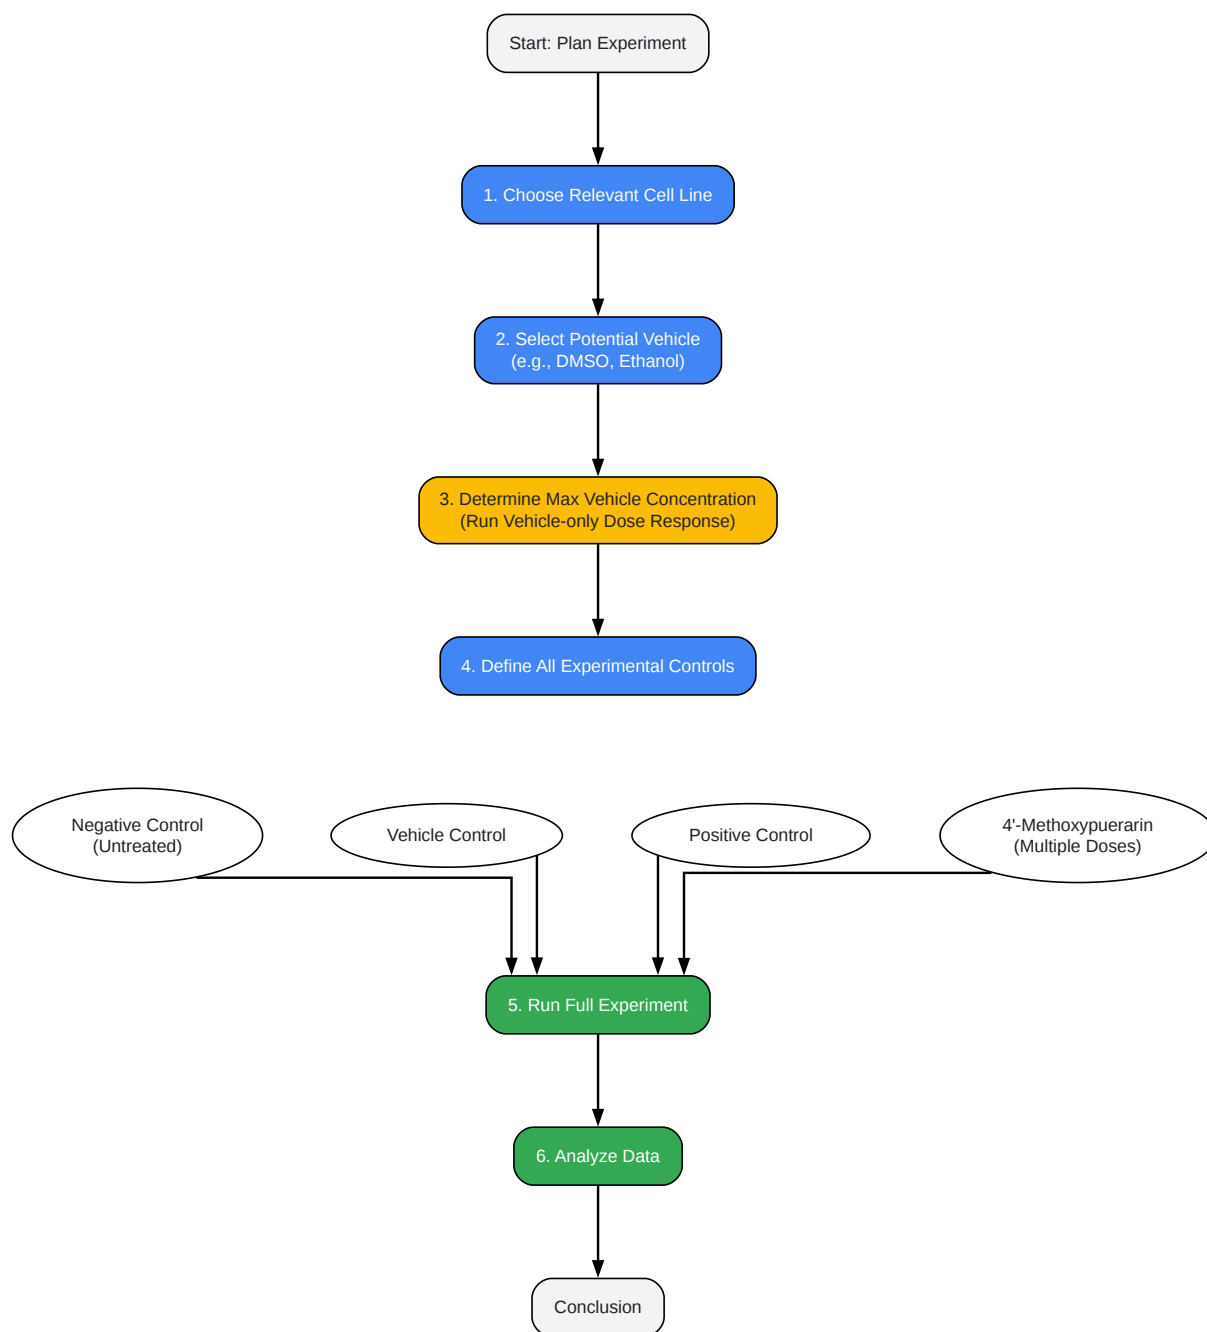 Start: Plan Experiment
1. Choose Relevant Cell Line
2. Select Potential Vehicle
(e.g., DMSO, Ethanol)
3. Determine Max Vehicle Concentration
(Run Vehicle-only Dose Response)
4. Define All Experimental Controls
Negative Control
(Untreated)
Vehicle Control
Positive Control
4'-Methoxypuerarin
(Multiple Doses)
5. Run Full Experiment
6. Analyze Data
Conclusion